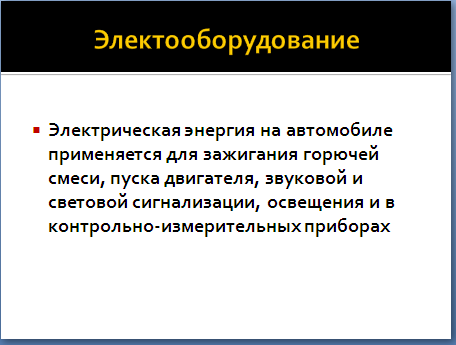 Электооборудование
Электрическая энергия на автомобиле
применяется для зажигания горючей
смеси, пуска двигателя, звуковой и
световой сигнализации, освещения и в
контрольно-измерительных приборах